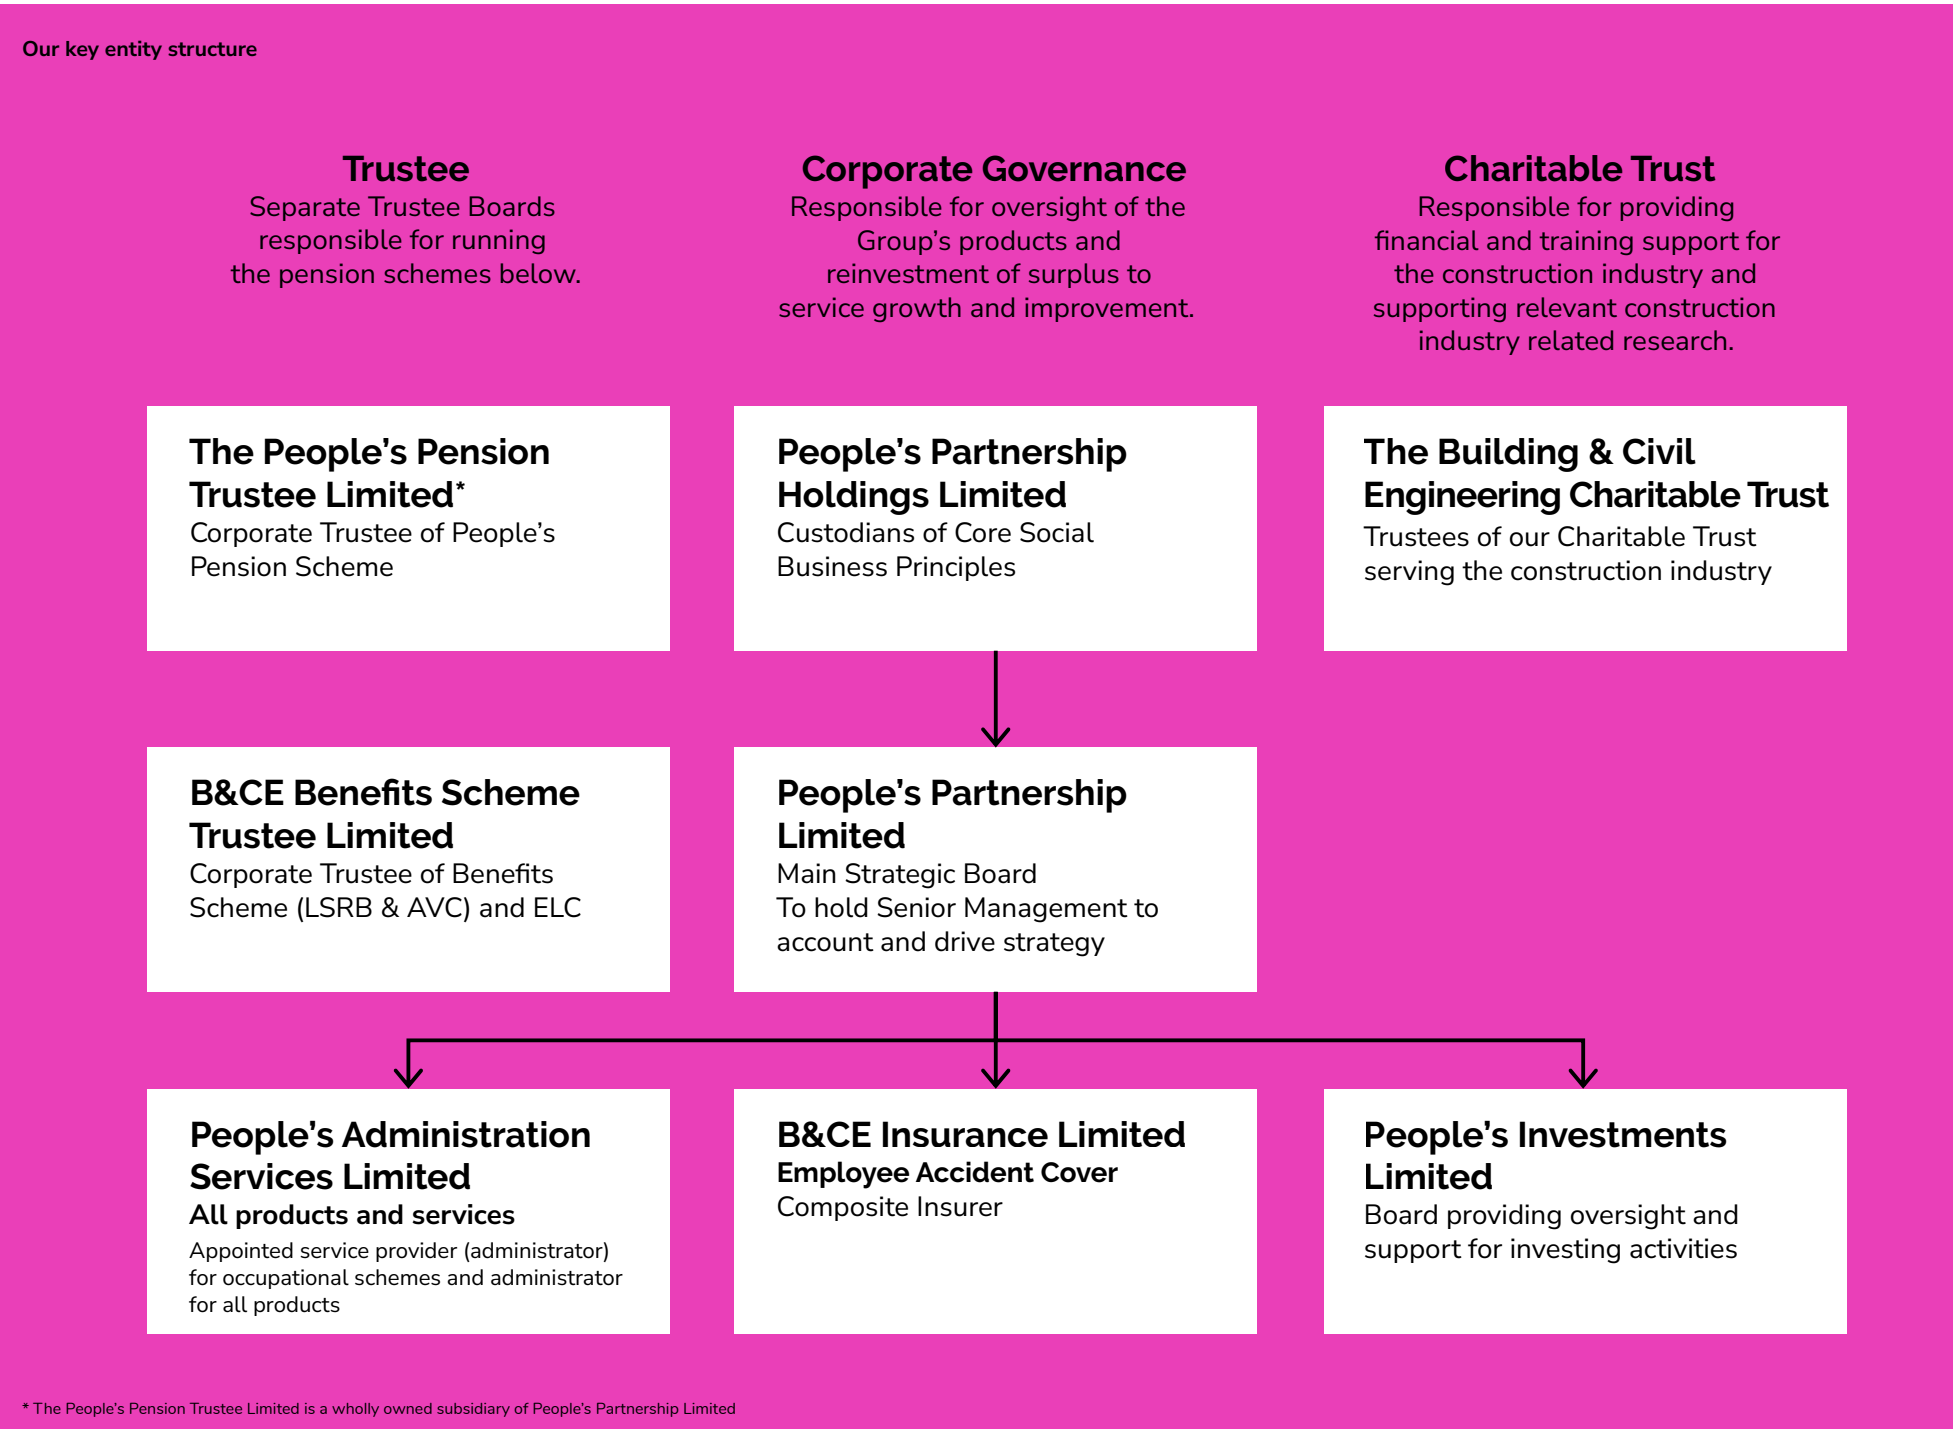 Our key entity structure
Trustee
Separate Trustee Boards
responsible for running
the pension schemes below.
Corporate Governance
Responsible for oversight of the
Group’s products and
reinvestment of surplus to
service growth and improvement.
Charitable Trust
Responsible for providing
financial and training support for
the construction industry and
supporting relevant construction
industry related research.
The People’s Pension
Trustee Limited*
Corporate Trustee of People’s
Pension Scheme
People’s Partnership
Holdings Limited
Custodians of Core Social
Business Principles
The Building & Civil
Engineering Charitable Trust
Trustees of our Charitable Trust
serving the construction industry
B&CE Benefits Scheme
Trustee Limited
Corporate Trustee of Benefits
Scheme (LSRB & AVC) and ELC
People’s Partnership
Limited
Main Strategic Board
To hold Senior Management to
account and drive strategy
People’s Administration
Services Limited
All products and services
Appointed service provider (administrator)
for occupational schemes and administrator
for all products
B&CE Insurance Limited
Employee Accident Cover
Composite Insurer
People’s Investments
Limited
Board providing oversight and
support for investing activities
* The People’s Pension Trustee Limited is a wholly owned subsidiary of People’s Partnership Limited